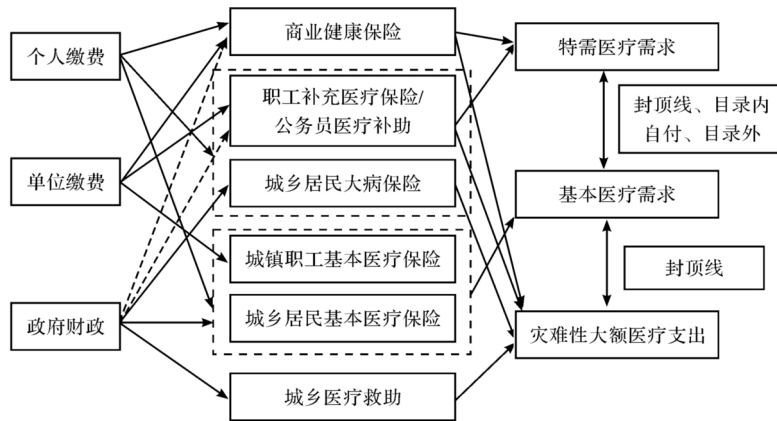 个人缴费
单位缴费
政府财政
商业健康保险
职工补充医疗保险/
公务员医疗补助
城乡居民大病保险
城镇职工基本医疗保险
城乡居民基本医疗保险
城乡医疗救助
特需医疗需求
封顶线、目录内
自付、目录外
基本医疗需求
封顶线
灾难性大额医疗支出